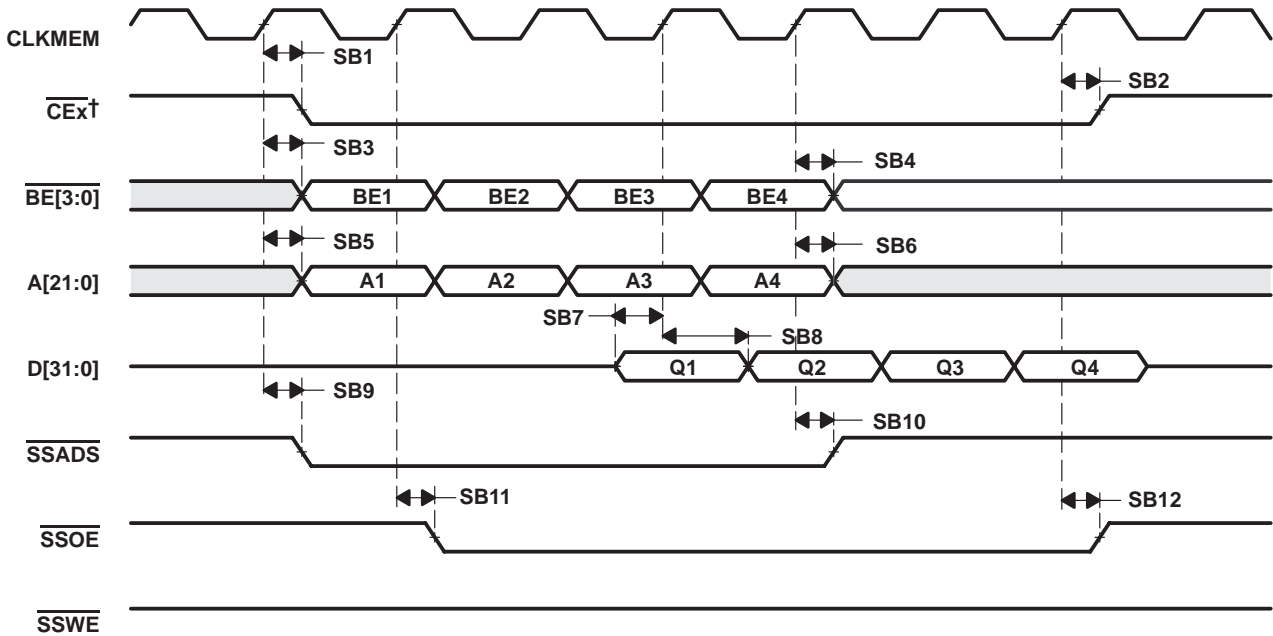 CLKMEM
SB1
SB2
CEx†
SB3
SB4
BE[3:0]
BE1 BE2 BE3 BE4
SB5
SB6
A[21:0]
A1 A2 A3 A4
SB7
SB8
D[31:0]
Q1 Q2 Q3 Q4
SB9
SB10
SSADS
SB11
SB12
SSOE
SSWE